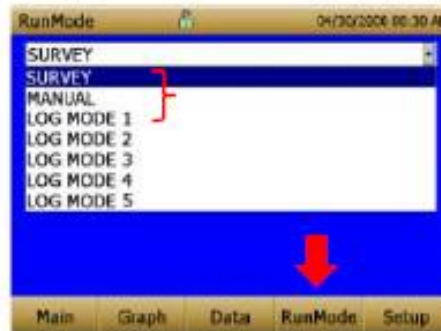 RunMode 04/30/2008 08:30 A
SURVEY
SURVEY
MANUAL
LOG MODE 1
LOG MODE 2
LOG MODE 3
LOG MODE 4
LOG MODE 5
Main Graph Data RunMode Setup